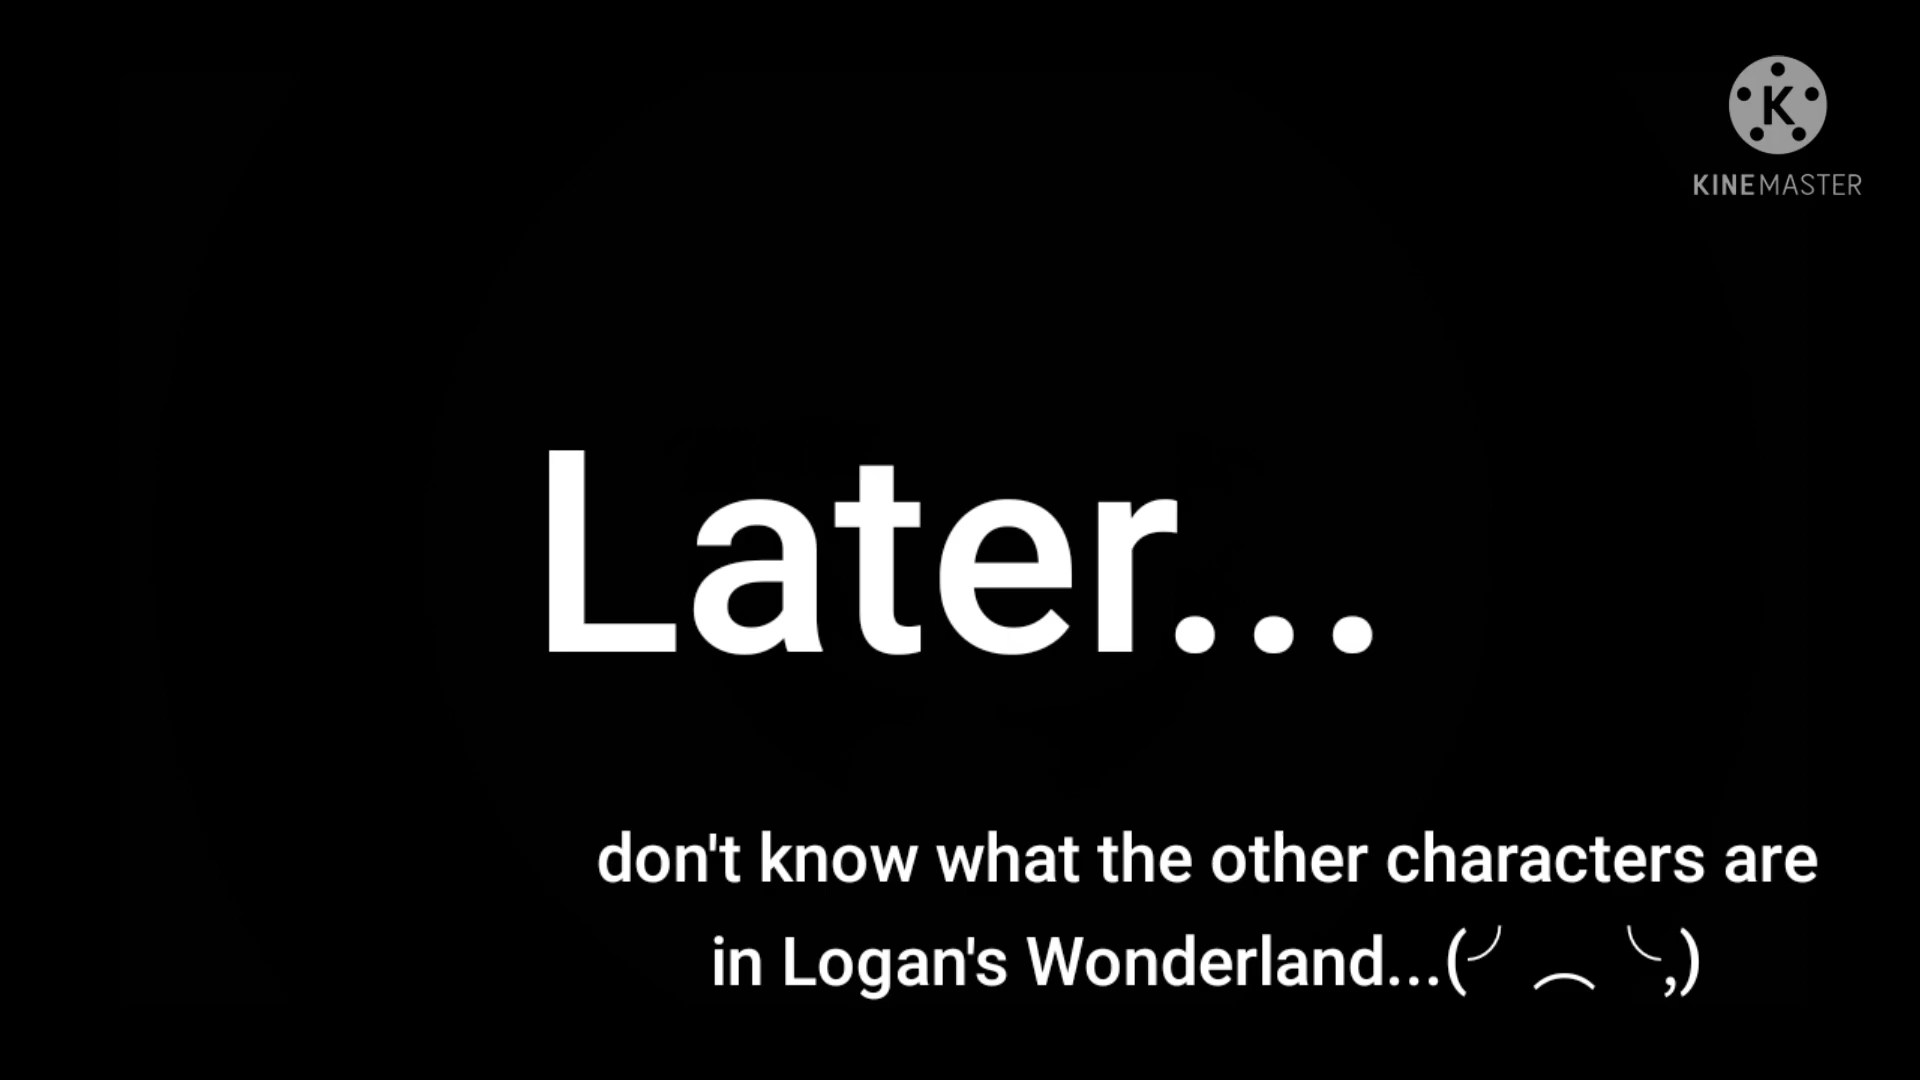 K
KINEMASTER
Later...
don't know what the other characters are
in Logan's Wonderland...(╯︵╰,)